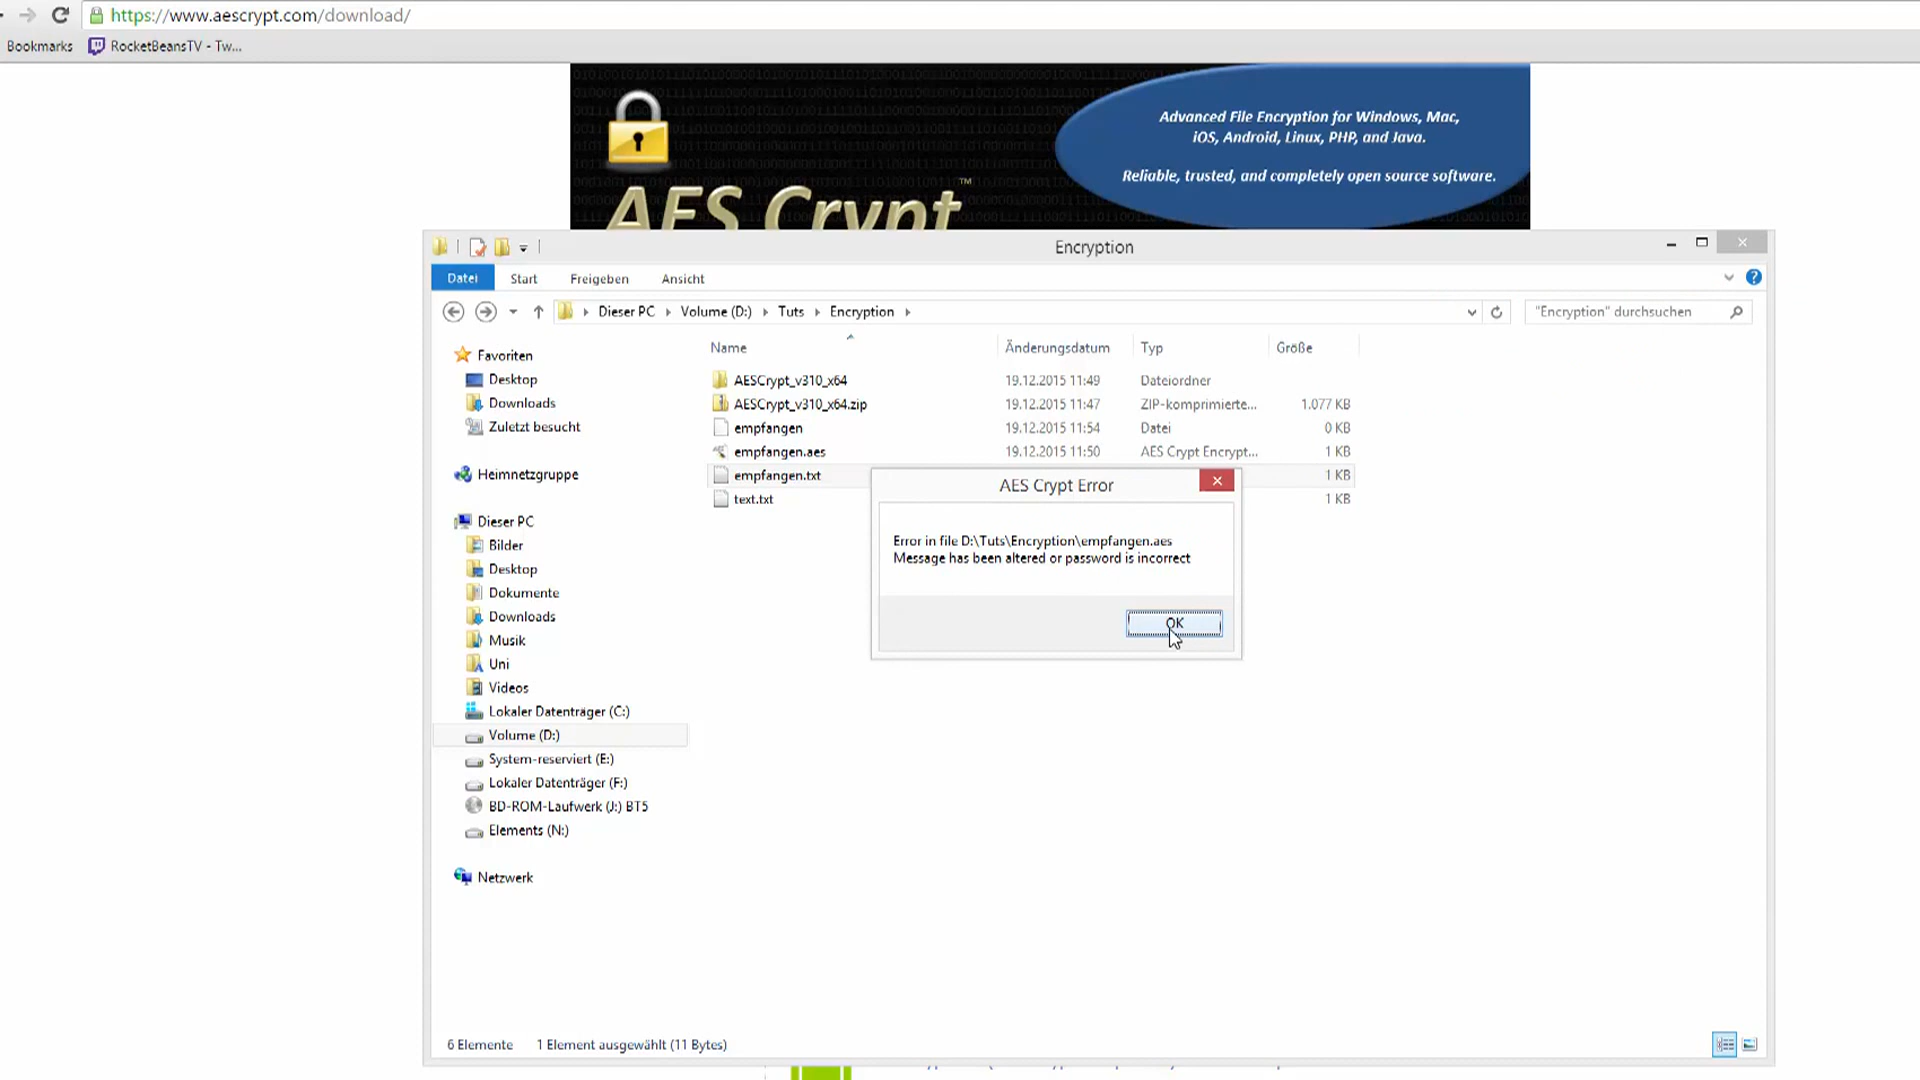 https://www.aescrypt.com/download/
Bookmarks RocketBeansTV - Tw...
Advanced File Encryption for Windows, Mac,
iOS, Android, Linux, PHP, and Java.
Reliable, trusted, and completely open source software.
AES Crypt™
Encryption
Datei Start Freigeben Ansicht
Dieser PC Volume (D:) Tuts Encryption
"Encryption" durchsuchen
Name Änderungsdatum Typ Größe
AESCrypt_v310_x64 19.12.2015 11:49 Dateiordner
AESCrypt_v310_x64.zip 19.12.2015 11:47 ZIP-komprimierte... 1.077 KB
empfangen 19.12.2015 11:54 Datei 0 KB
empfangen.aes 19.12.2015 11:50 AES Crypt Encrypt... 1 KB
empfangen.txt 1 KB
text.txt 1 KB
Favoriten
Desktop
Downloads
Zuletzt besucht
Heimnetzgruppe
Dieser PC
Bilder
Desktop
Dokumente
Downloads
Musik
Uni
Videos
Lokaler Datenträger (C:)
Volume (D:)
System-reserviert (E:)
Lokaler Datenträger (F:)
BD-ROM-Laufwerk (J:) BT5
Elements (N:)
Netzwerk
AES Crypt Error
Error in file D:\Tuts\Encryption\empfangen.aes
Message has been altered or password is incorrect
OK
6 Elemente 1 Element ausgewählt (11 Bytes)